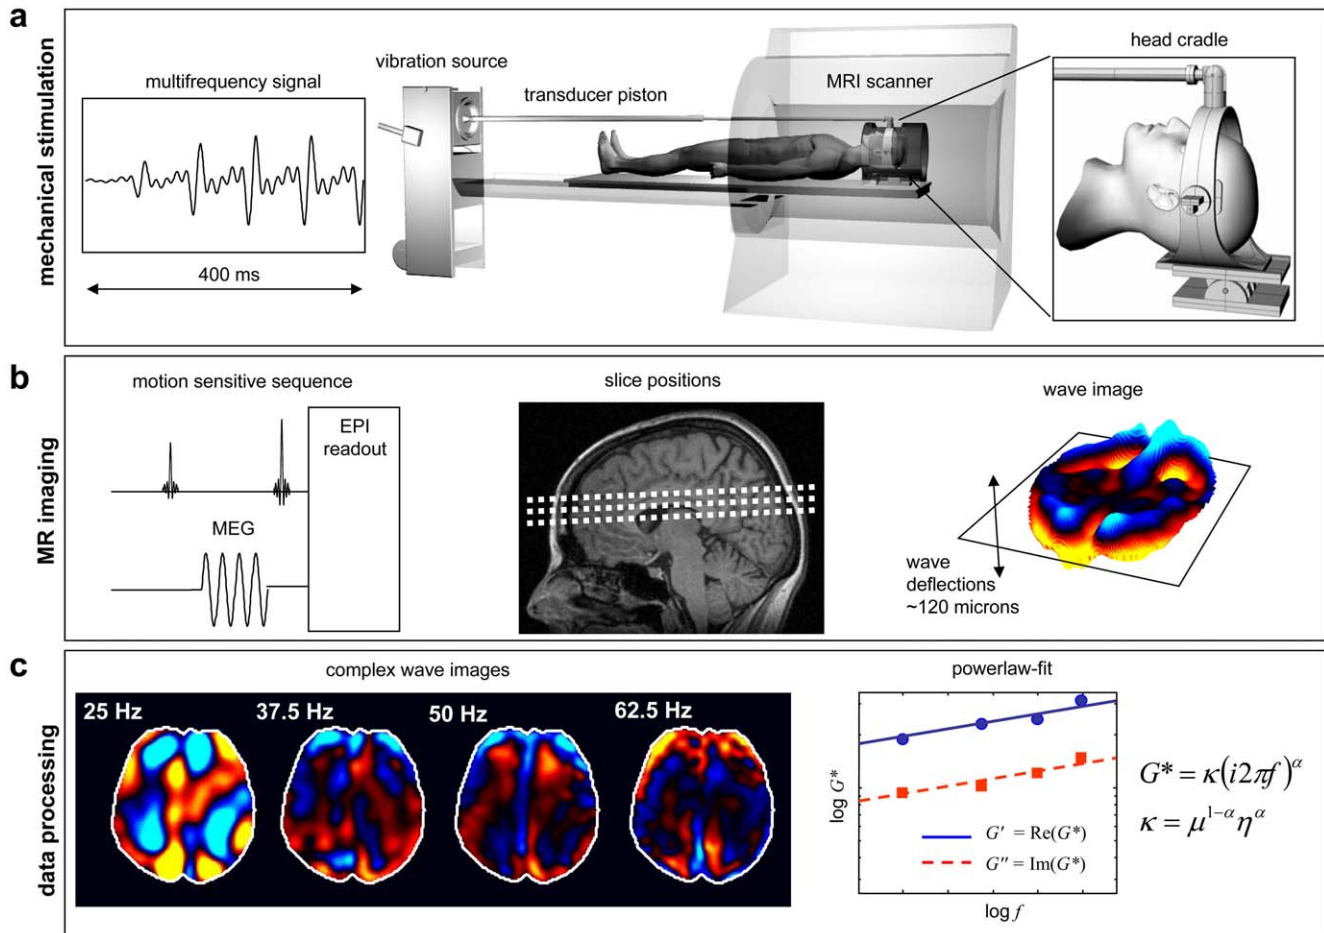 a
mechanical stimulation
multifrequency signal
400 ms
vibration source
transducer piston
MRI scanner
head cradle
b
MR imaging
motion sensitive sequence
EPI
readout
MEG
slice positions
wave image
wave
deflections
~120 microns
c
data processing
complex wave images
25 Hz
37.5 Hz
50 Hz
62.5 Hz
powerlaw-fit
log G*
G′ = Re(G*)
G″ = Im(G*)
log f
G* = κ(i2πf)^α
κ = μ^{1-α}η^α